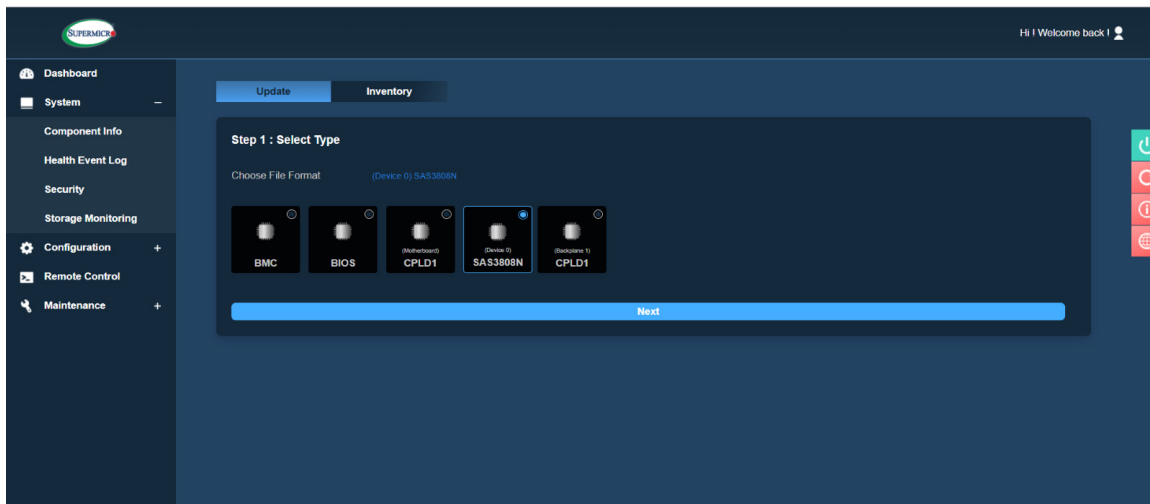 SUPERMICRO
Hi ! Welcome back !
Dashboard
System −
Component Info
Health Event Log
Security
Storage Monitoring
Configuration +
Remote Control
Maintenance +
Update Inventory
Step 1 : Select Type
Choose File Format (Device 0) SAS3808N
BMC
BIOS
(Motherboard)
CPLD1
(Device 0)
SAS3808N
(Backplane 1)
CPLD1
Next